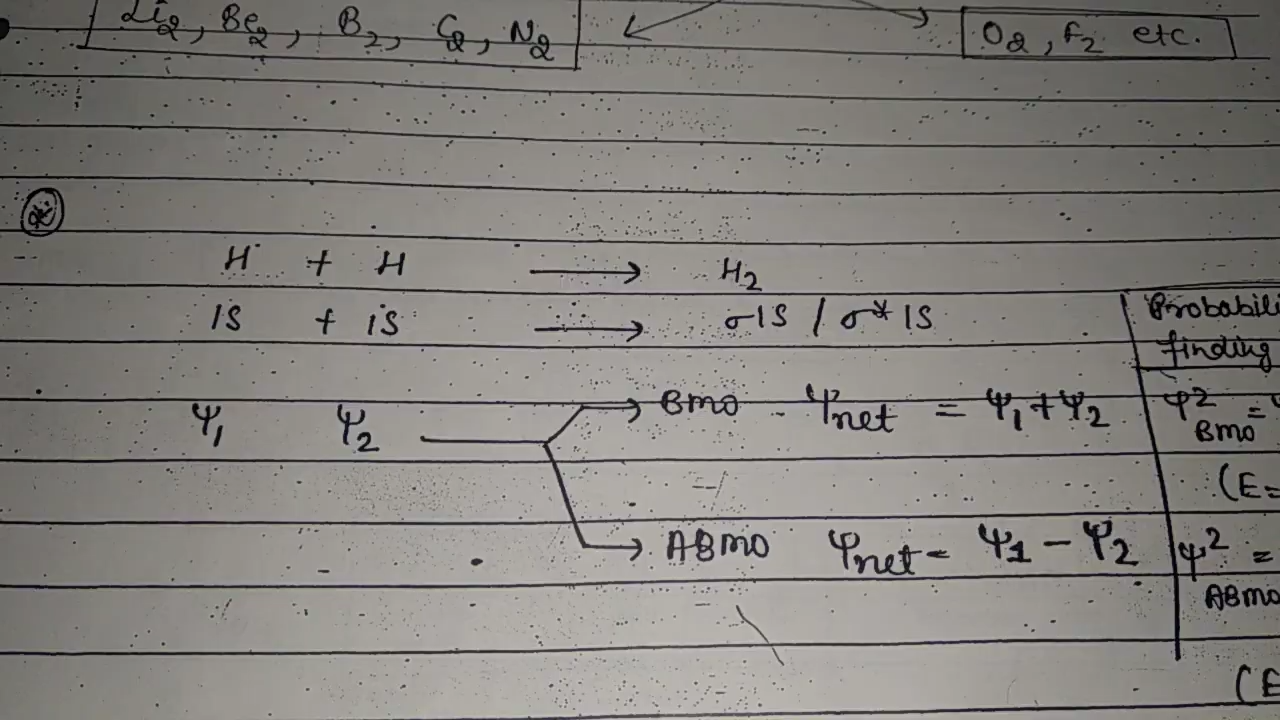 Li₂, Be₂, B₂, C₂, N₂
O₂, F₂ etc.
H + H → H₂
1S + 1S → σ1S / σ* 1S
Probabili
finding
Ψ₁ Ψ₂ → BMO - Ψnet = Ψ₁+Ψ₂
Ψ²BMO =
(E=
→ ABMO Ψnet = Ψ1 - Ψ2
Ψ² =
ABMO
(E